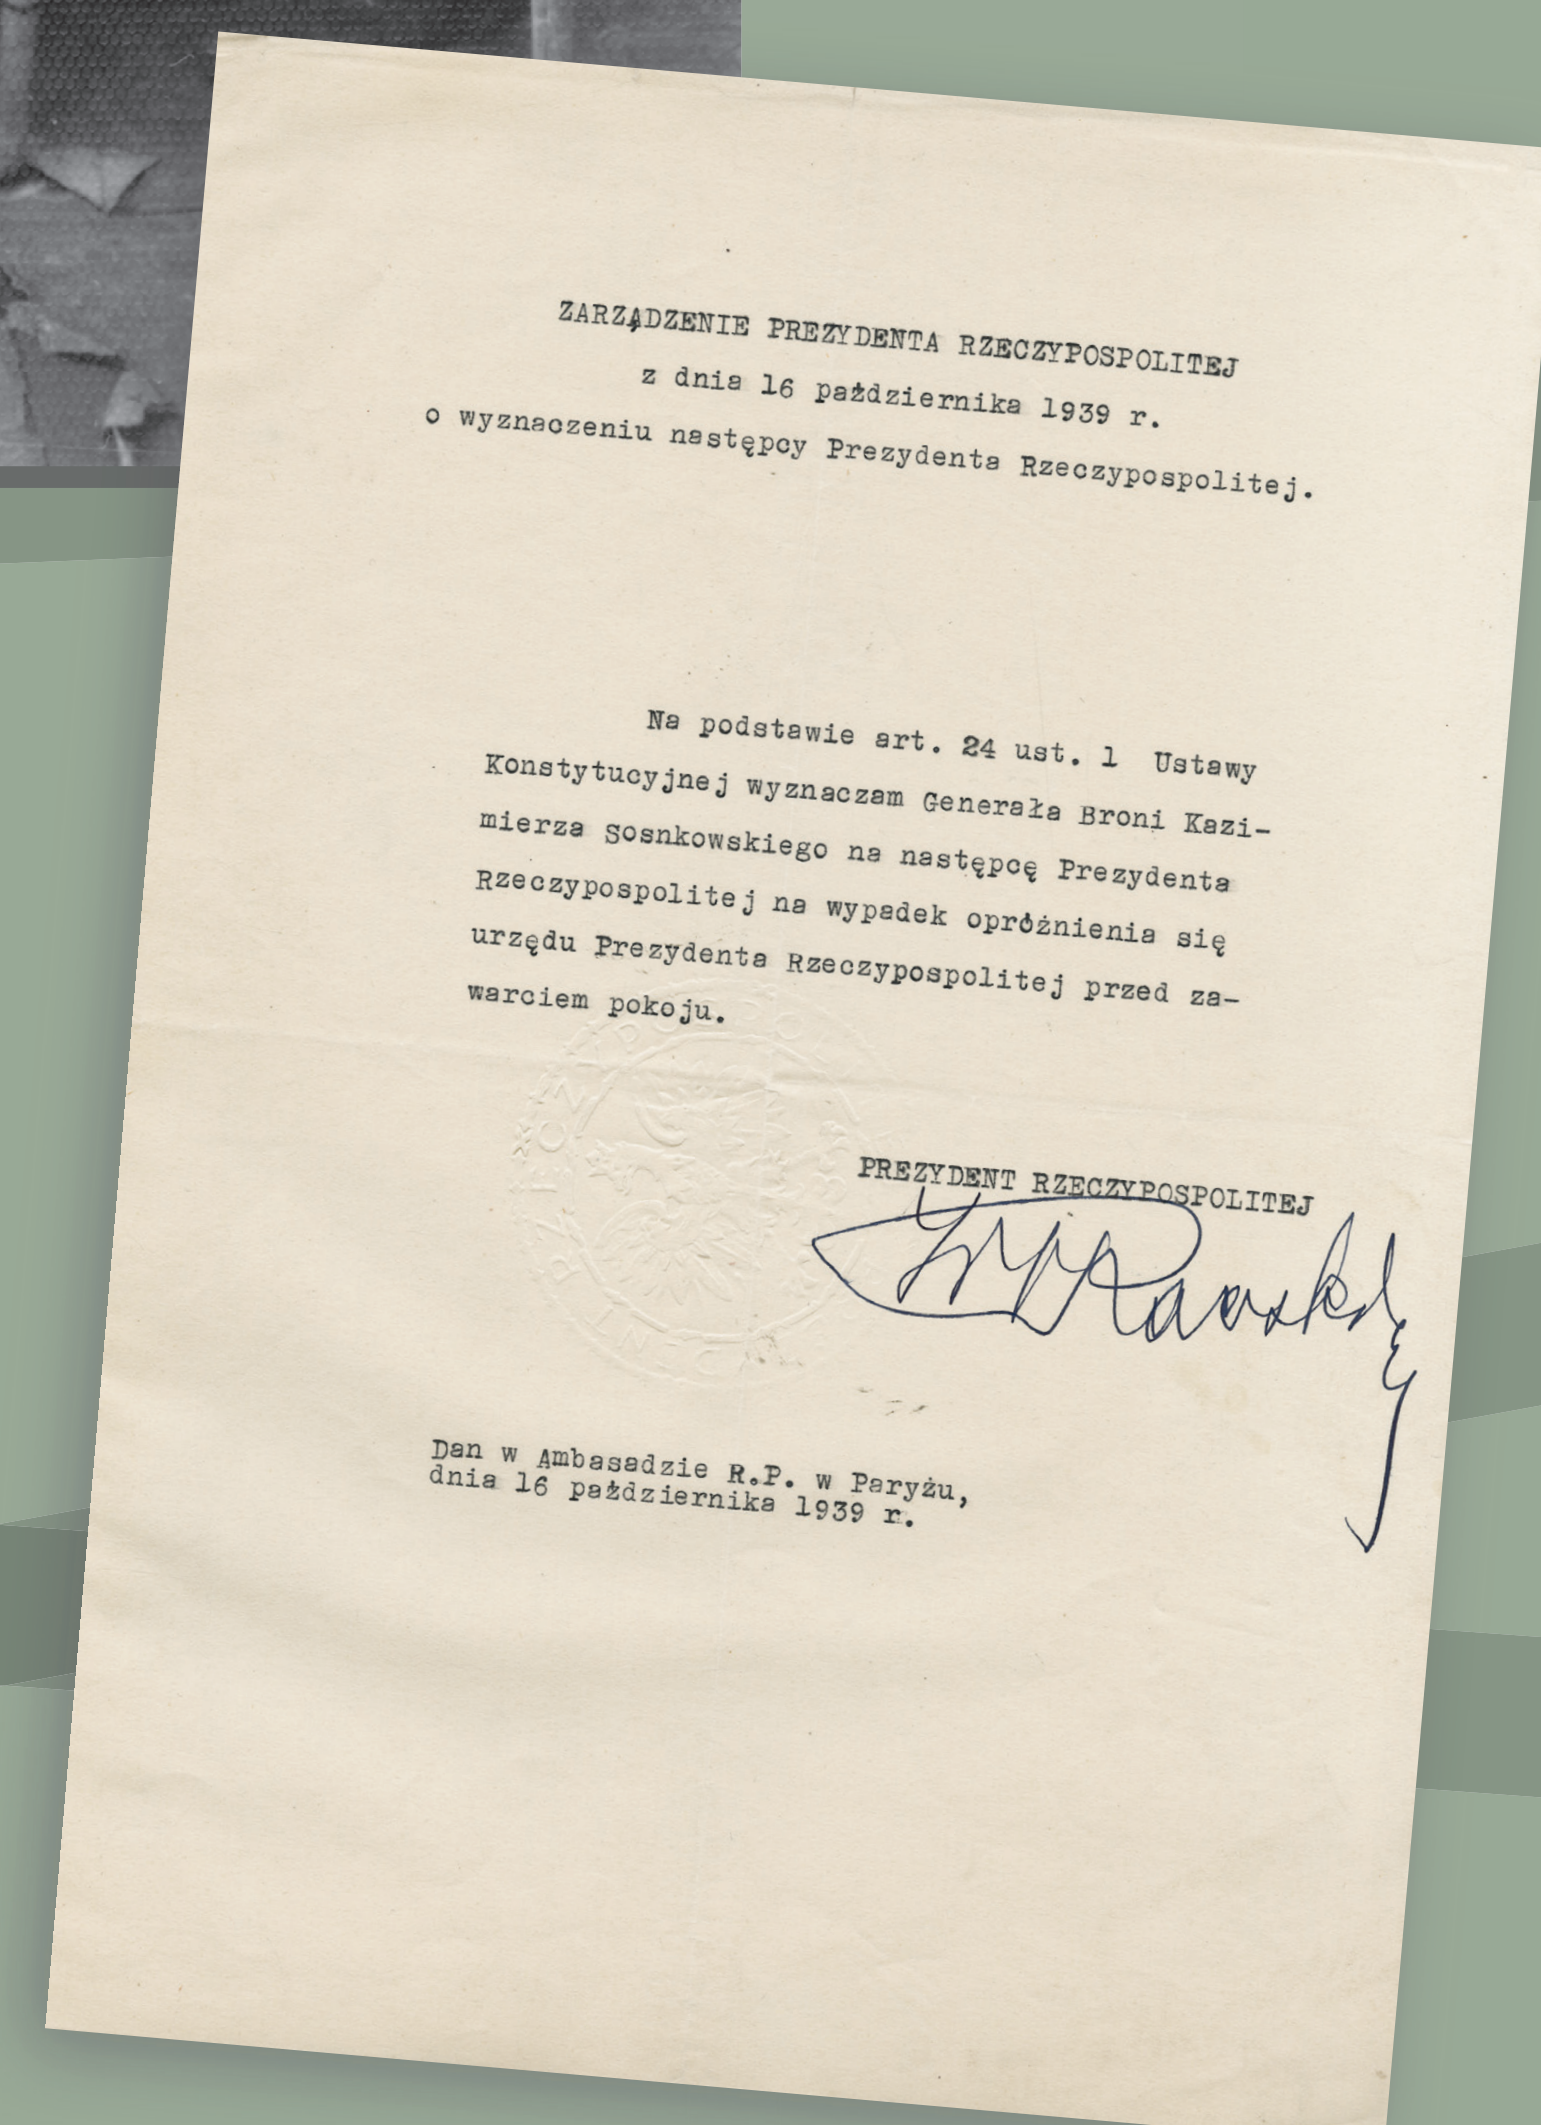 ZARZĄDZENIE PREZYDENTA RZECZYPOSPOLITEJ
z dnia 16 października 1939 r.
o wyznaczeniu następcy Prezydenta Rzeczypospolitej.
Na podstawie art. 24 ust. 1 Ustawy
Konstytucyjnej wyznaczam Generała Broni Kazi-
mierza Sosnkowskiego na następcę Prezydenta
Rzeczypospolitej na wypadek opróżnienia się
urzędu Prezydenta Rzeczypospolitej przed za-
warciem pokoju.
PREZYDENT RZECZYPOSPOLITEJ
Dan w Ambasadzie R.P. w Paryżu,
dnia 16 października 1939 r.